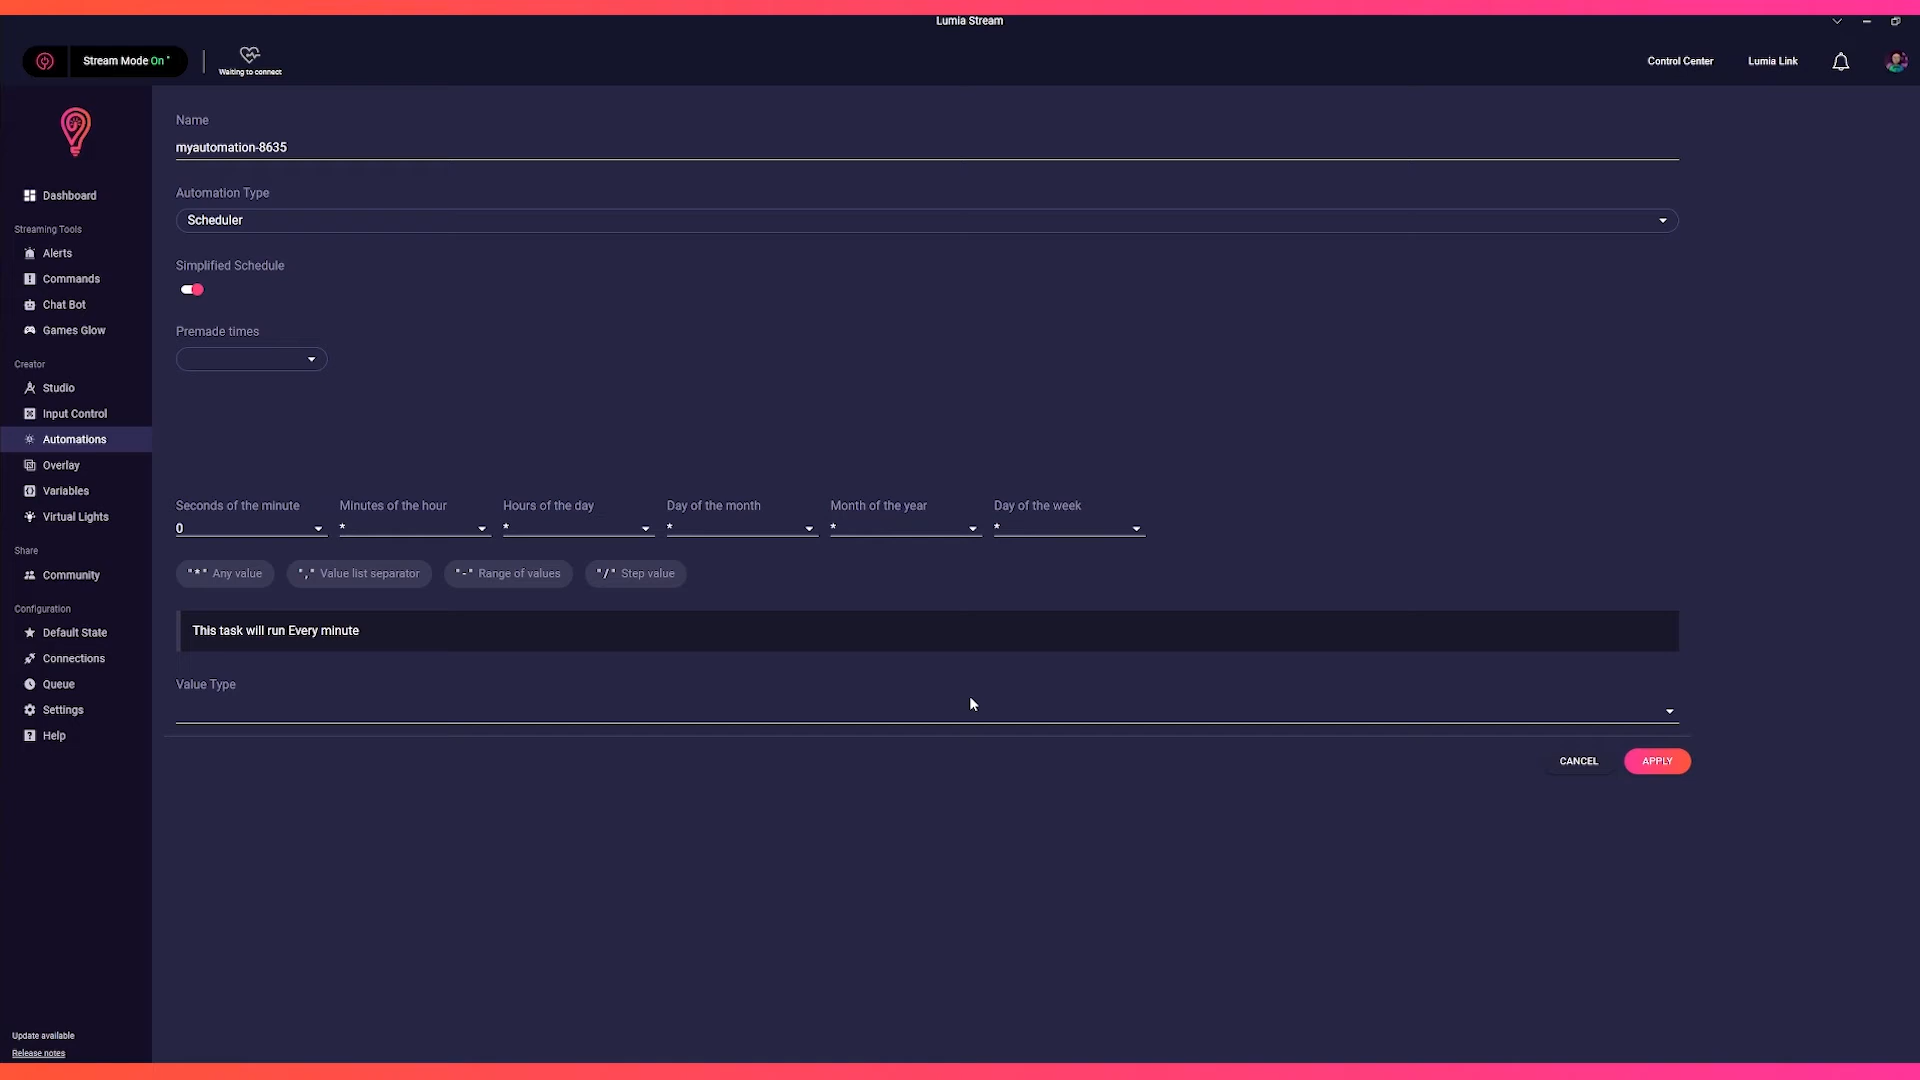 Lumia Stream
Stream Mode On
Waiting to connect
Control Center
Lumia Link
Dashboard
Streaming Tools
Alerts
Commands
Chat Bot
Games Glow
Creator
Studio
Input Control
Automations
Overlay
Variables
Virtual Lights
Share
Community
Configuration
Default State
Connections
Queue
Settings
Help
Update available
Release notes
Name
myautomation-8635
Automation Type
Scheduler
Simplified Schedule
Premade times
Seconds of the minute
0
Minutes of the hour
*
Hours of the day
*
Day of the month
*
Month of the year
*
Day of the week
*
"*" Any value
"," Value list separator
"-" Range of values
"/" Step value
This task will run Every minute
Value Type
CANCEL
APPLY